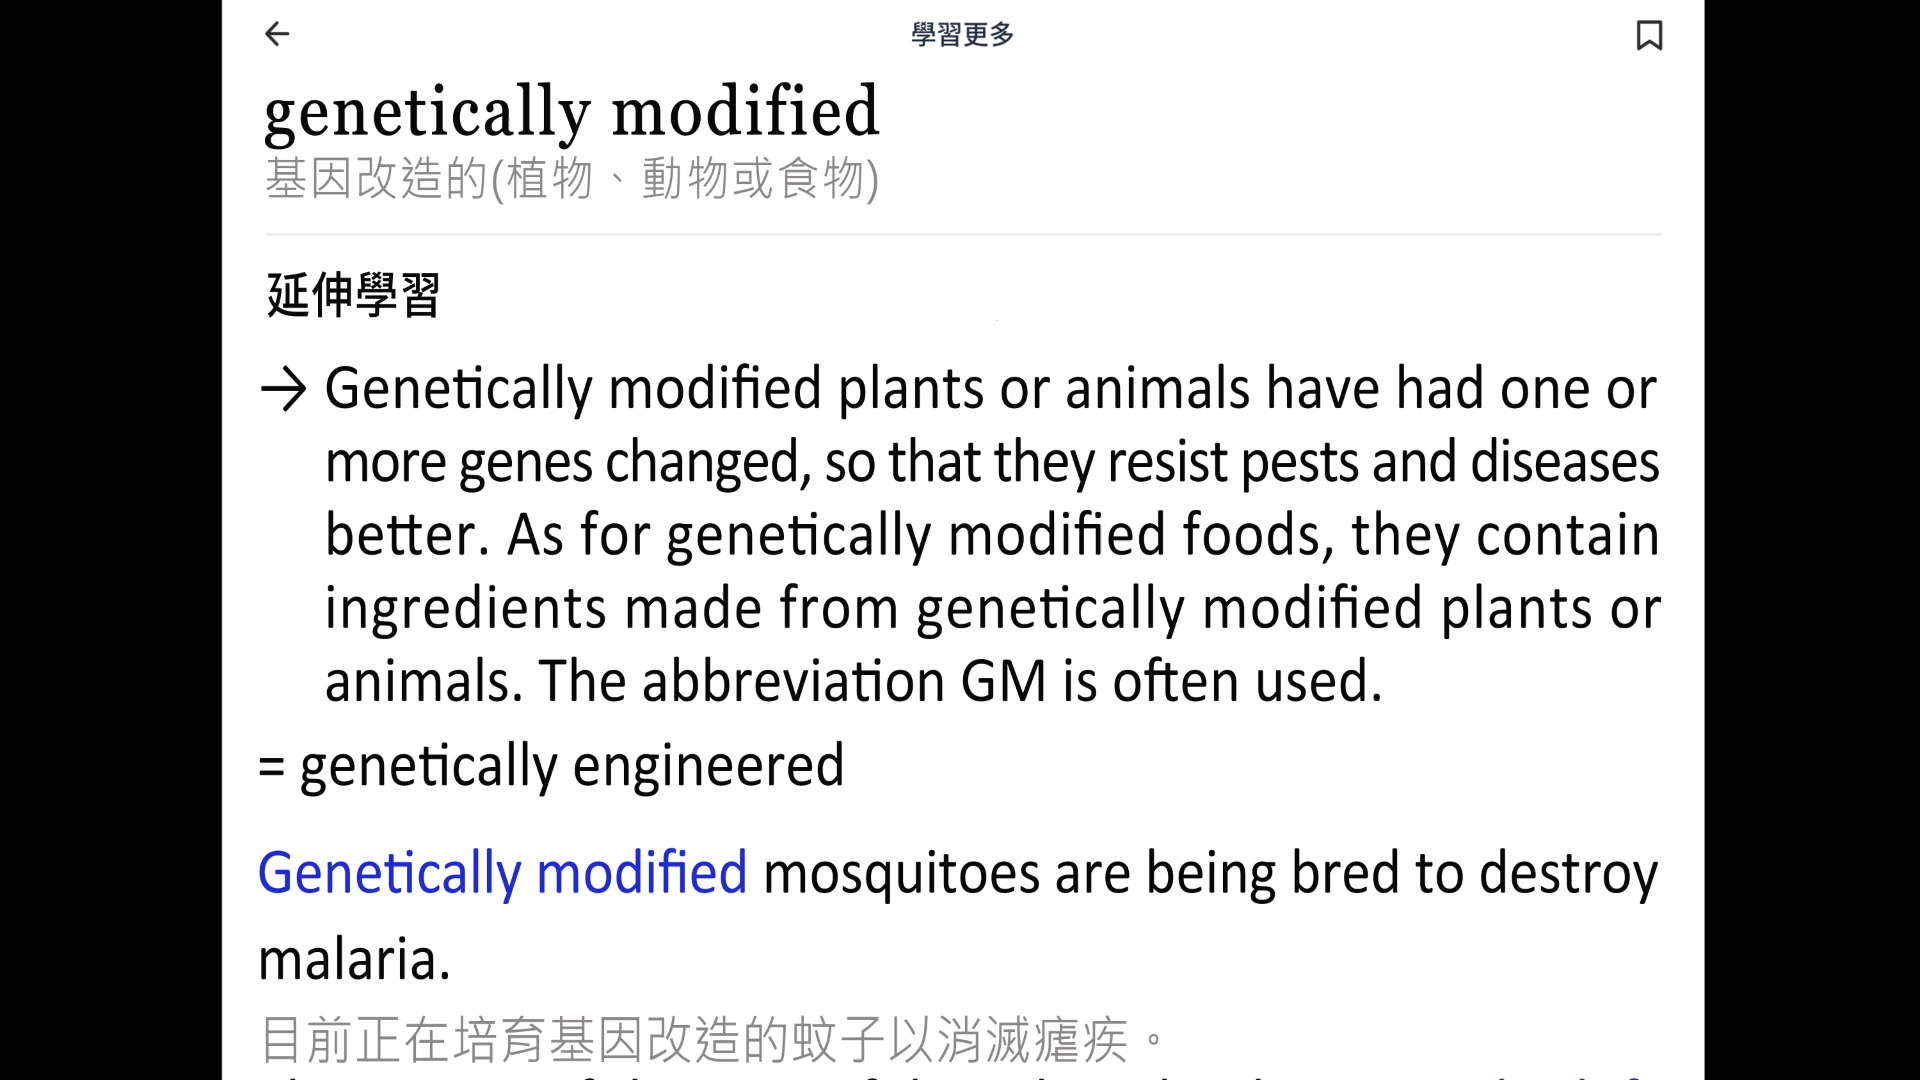 學習更多
genetically modified
基因改造的(植物、動物或食物)
延伸學習
→ Genetically modified plants or animals have had one or
more genes changed, so that they resist pests and diseases
better. As for genetically modified foods, they contain
ingredients made from genetically modified plants or
animals. The abbreviation GM is often used.
= genetically engineered
Genetically modified mosquitoes are being bred to destroy
malaria.
目前正在培育基因改造的蚊子以消滅瘧疾。